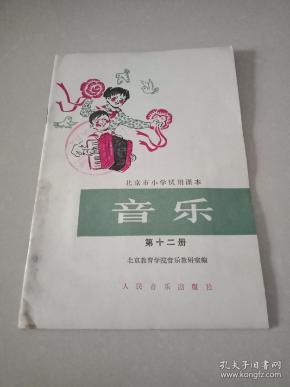 北京市小学试用课本
音乐
第十二册
北京教育学院音乐教研室编
人民音乐出版社
孔夫子旧书网